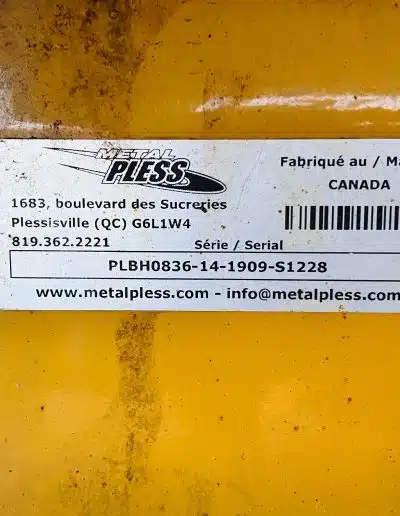 METAL
PLESS
Fabriqué au / Ma
CANADA
1683, boulevard des Sucreries
Plessisville (QC) G6L1W4
819.362.2221
Série / Serial
PLBH0836-14-1909-S1228
www.metalpless.com - info@metalpless.com